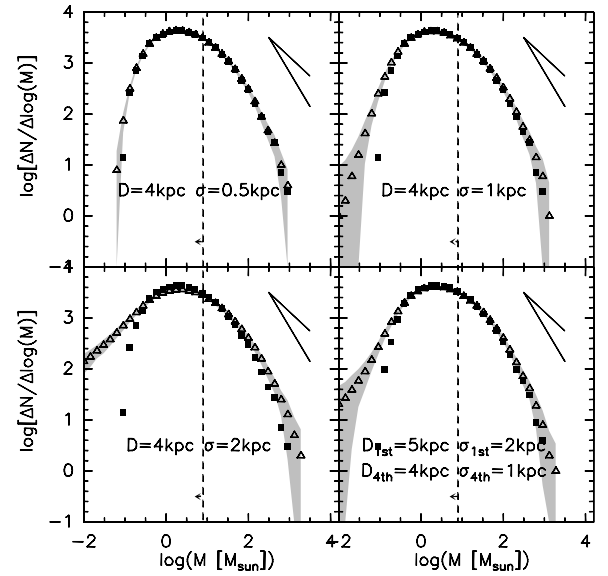 4
3
2
1
0
log[ΔN/Δlog(M)]
D=4kpc σ=0.5kpc
D=4kpc σ=1kpc
-4
3
2
1
0
-1
log[ΔN/Δlog(M)]
D=4kpc σ=2kpc
D1st=5kpc σ1st=2kpc
D4th=4kpc σ4th=1kpc
-2 0 2 4 -2 0 2 4
log(M [Msun]) log(M [Msun])